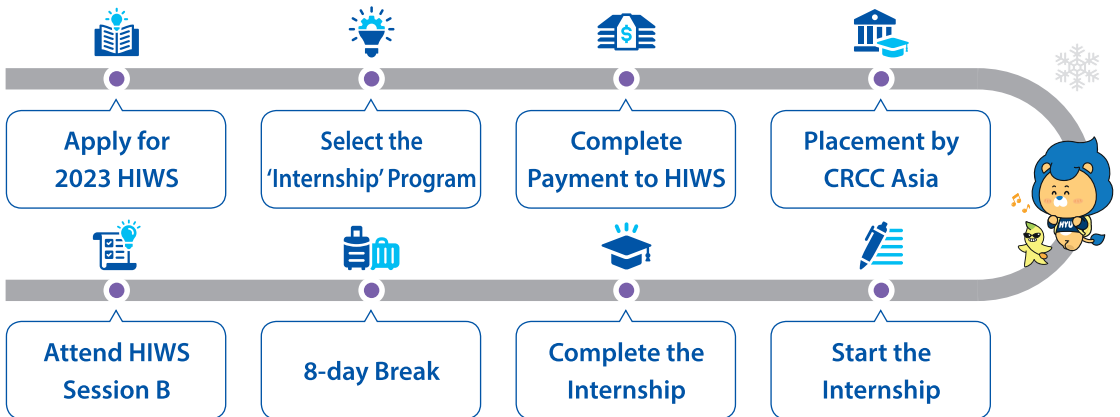 Apply for
2023 HIWS
Select the
‘Internship’ Program
Complete
Payment to HIWS
Placement by
CRCC Asia
$
HYU
Attend HIWS
Session B
8-day Break
Complete the
Internship
Start the
Internship